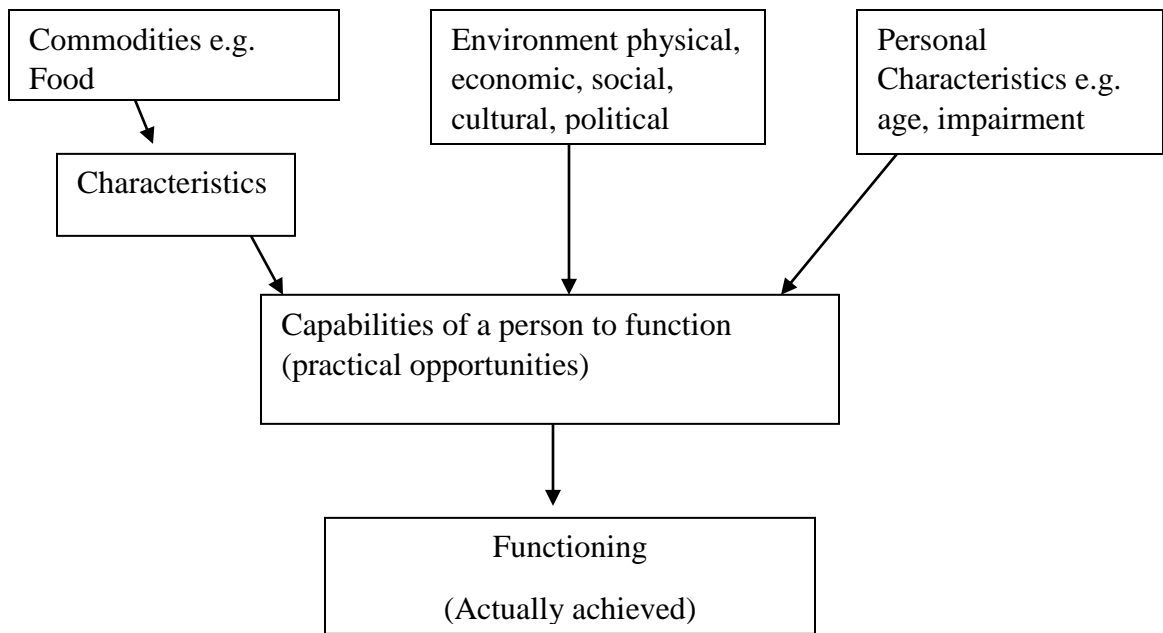 Commodities e.g.
Food
Environment physical,
economic, social,
cultural, political
Personal
Characteristics e.g.
age, impairment
Characteristics
Capabilities of a person to function
(practical opportunities)
Functioning
(Actually achieved)